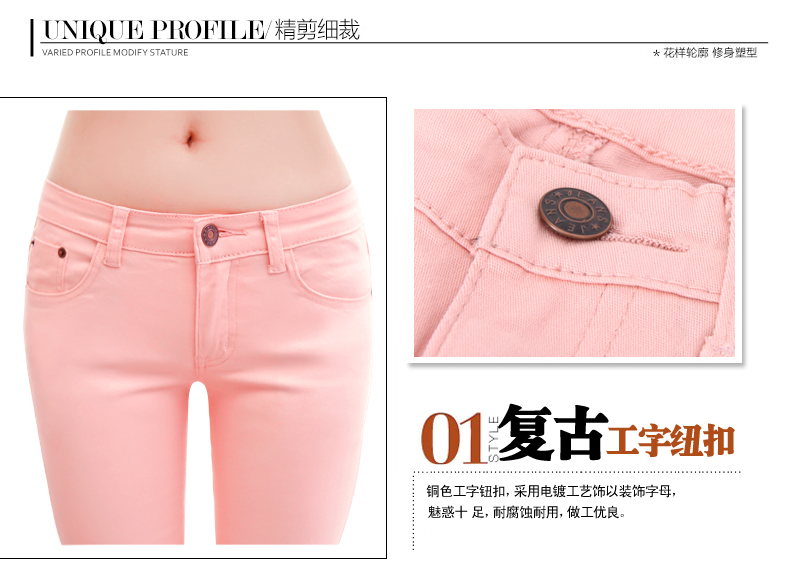 UNIQUE PROFILE/精剪细裁
VARIED PROFILE MODIFY STATURE
* 花样轮廓 修身塑型
JEANS★JEANS★
01 STYLE 复古工字纽扣
铜色工字钮扣，采用电镀工艺饰以装饰字母，
魅惑十 足，耐腐蚀耐用，做工优良。